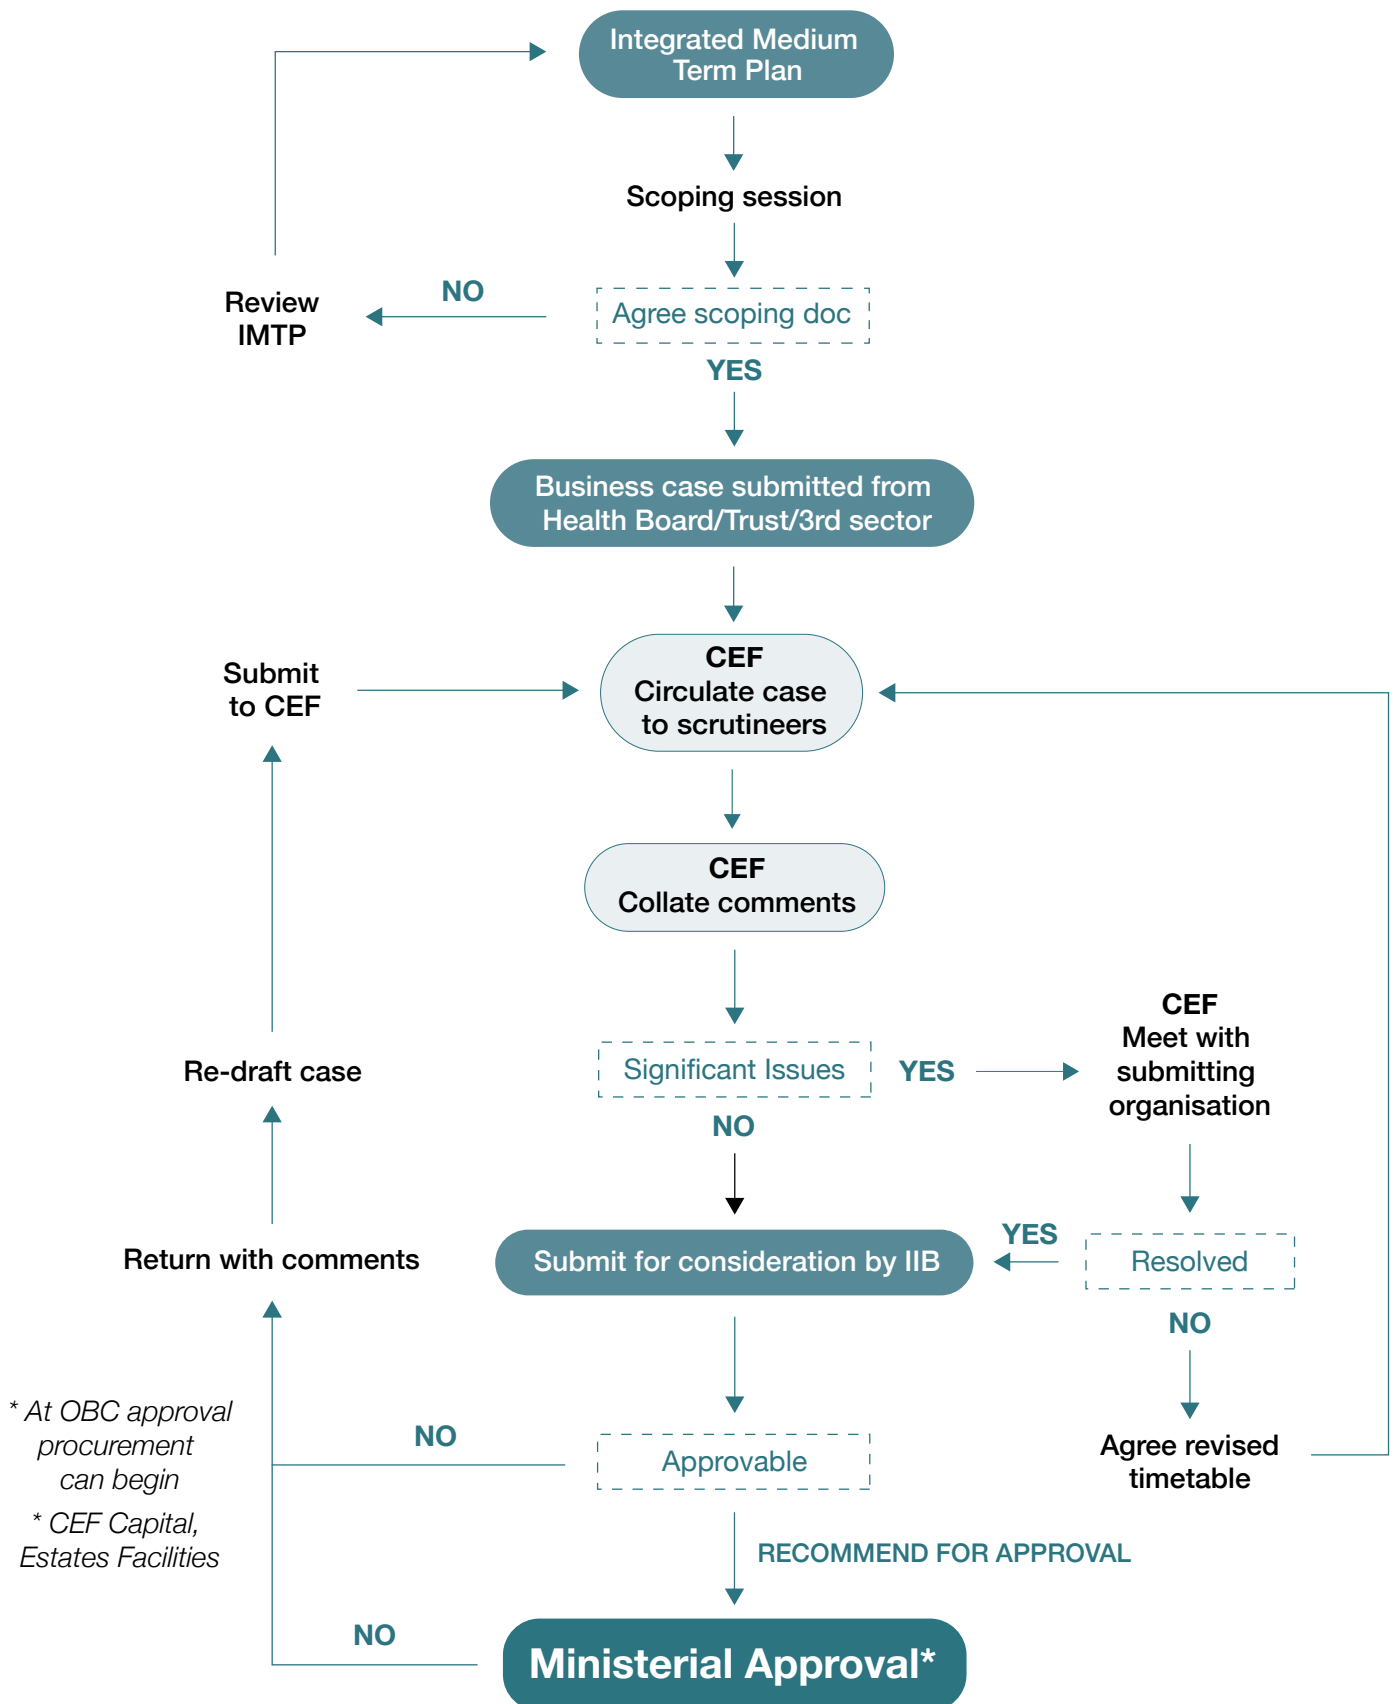 Integrated Medium
Term Plan
Scoping session
Review
IMTP
NO
Agree scoping doc
YES
Business case submitted from
Health Board/Trust/3rd sector
Submit
to CEF
CEF
Circulate case
to scrutineers
CEF
Collate comments
Re-draft case
Significant Issues
YES
CEF
Meet with
submitting
organisation
NO
Return with comments
Submit for consideration by IIB
YES
Resolved
NO
* At OBC approval
procurement
can begin
* CEF Capital,
Estates Facilities
NO
Approvable
Agree revised
timetable
RECOMMEND FOR APPROVAL
NO
Ministerial Approval*